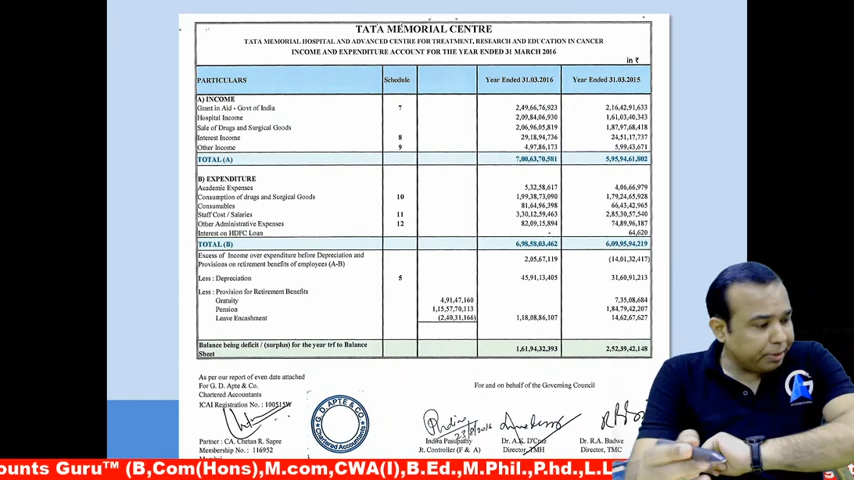 TATA MEMORIAL CENTRE
TATA MEMORIAL HOSPITAL AND ADVANCED CENTRE FOR TREATMENT, RESEARCH AND EDUCATION IN CANCER
INCOME AND EXPENDITURE ACCOUNT FOR THE YEAR ENDED 31 MARCH 2016
in ₹
PARTICULARS Schedule Year Ended 31.03.2016 Year Ended 31.03.2015
A) INCOME
Grant in Aid - Govt of India 7 2,49,66,76,923 2,16,42,91,633
Hospital Income 2,09,84,06,930 1,61,03,40,343
Sale of Drugs and Surgical Goods 2,06,96,05,819 1,87,97,68,418
Interest Income 8 29,18,94,736 24,51,17,737
Other Income 9 4,97,86,173 5,99,43,671
TOTAL (A) 7,00,63,70,581 5,95,94,61,802
B) EXPENDITURE
Academic Expenses 5,32,58,617 4,06,66,979
Consumption of drugs and Surgical Goods 10 1,99,38,73,090 1,79,24,65,928
Consumables 81,64,96,398 66,43,42,965
Staff Cost / Salaries 11 3,30,12,59,463 2,85,30,57,540
Other Administrative Expenses 12 82,09,15,894 74,89,96,187
Interest on HDFC Loan - 64,620
TOTAL (B) 6,98,58,03,462 6,09,95,94,219
Excess of Income over expenditure before Depreciation and
Provisions on retirement benefits of employees (A-B) 2,05,67,119 (14,01,32,417)
Less : Depreciation 5 45,91,13,405 31,60,91,213
Less : Provision for Retirement Benefits
Gratuity 4,91,47,160 7,35,08,684
Pension 1,15,57,70,113 1,84,79,42,207
Leave Encashment (2,40,31,166) 1,18,08,86,107 14,62,67,627
Balance being deficit / (surplus) for the year trf to Balance
Sheet 1,61,94,32,393 2,52,39,42,148
As per our report of even date attached
For G. D. Apte & Co. For and on behalf of the Governing Council
Chartered Accountants
ICAI Registration No : 100515W
G. D. APTE & CO.
Chartered Accountants
Partner : CA. Chetan R. Sapre Indira Pasupathy Dr. A.K. D'Cruz Dr. R.A. Badwe
Membership No : 116952 Jt. Controller (F & A) Director, TMH Director, TMC
G
ounts Guru™ (B,Com(Hons),M.com,CWA(I),B.Ed.,M.Phil.,P.hd.,L.L